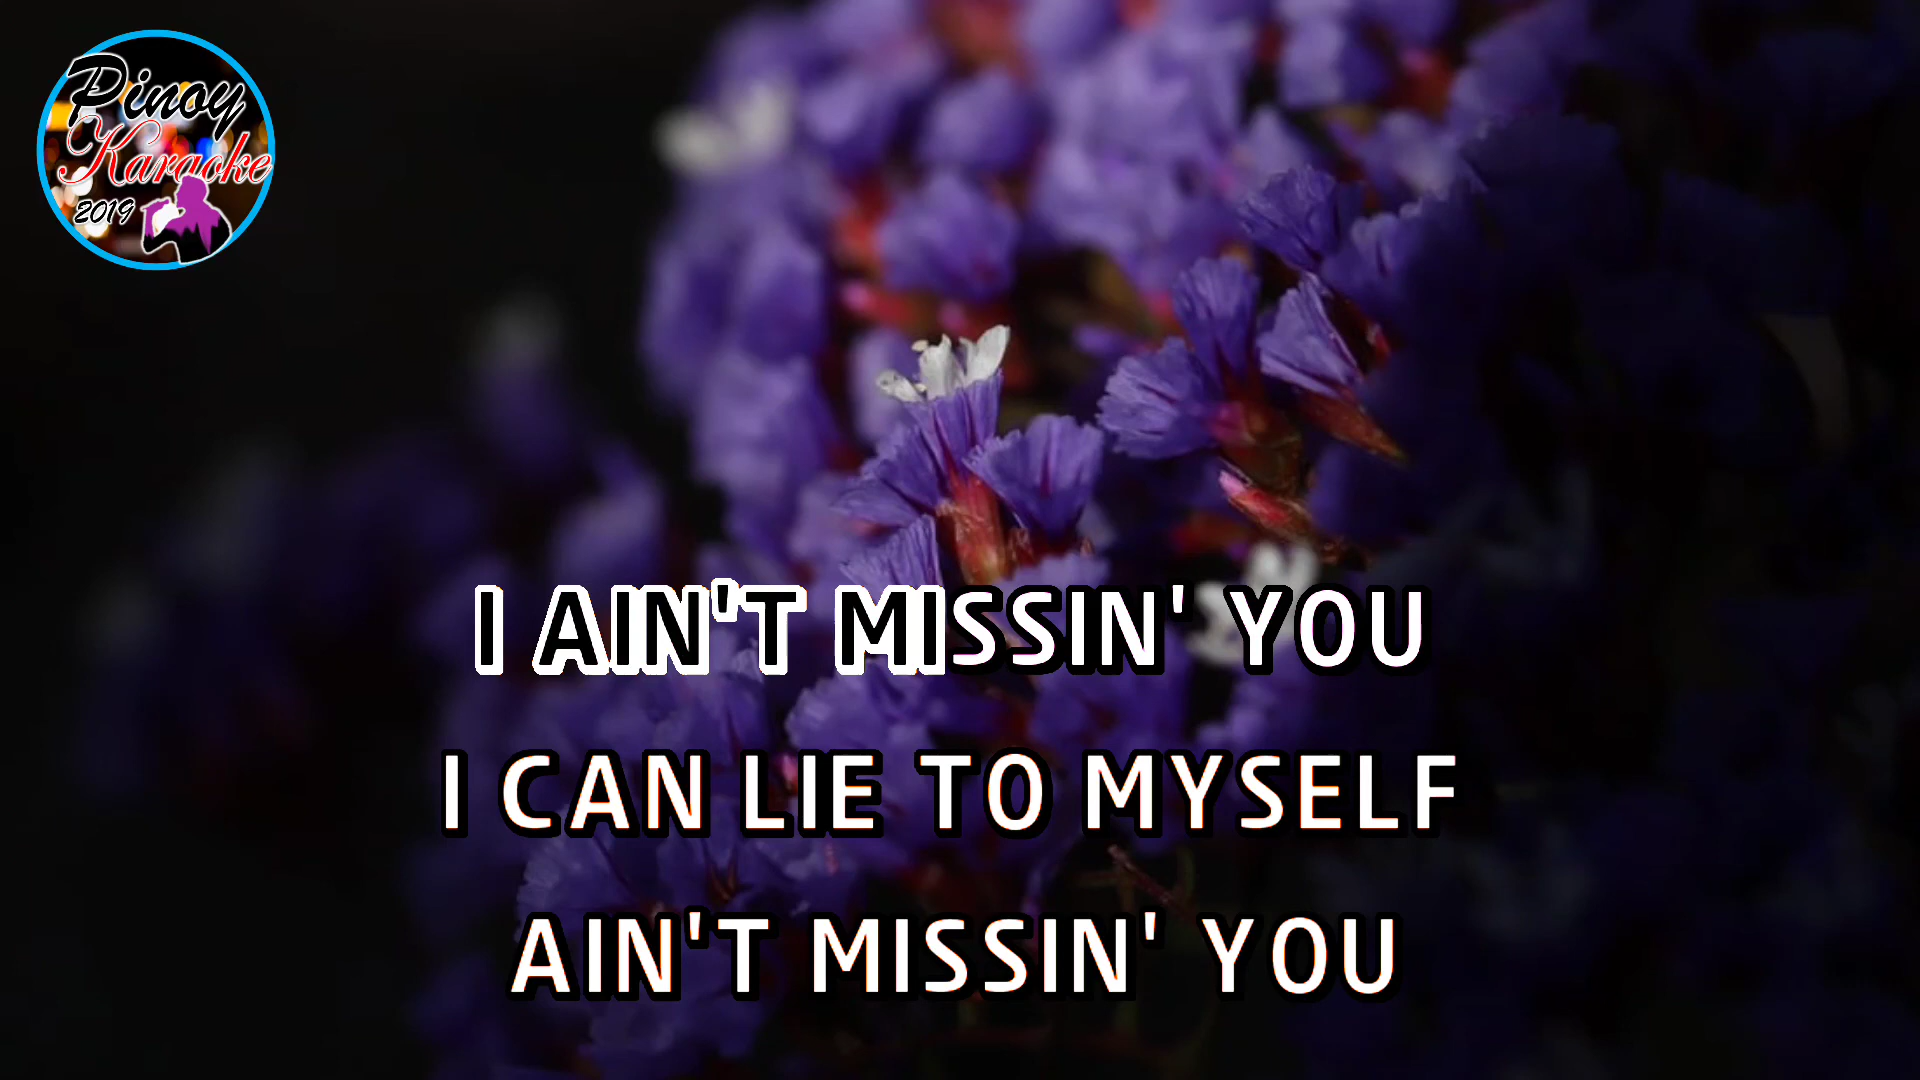 Pinoy
Karaoke
2019
I AIN'T MISSIN' YOU
I CAN LIE TO MYSELF
AIN'T MISSIN' YOU